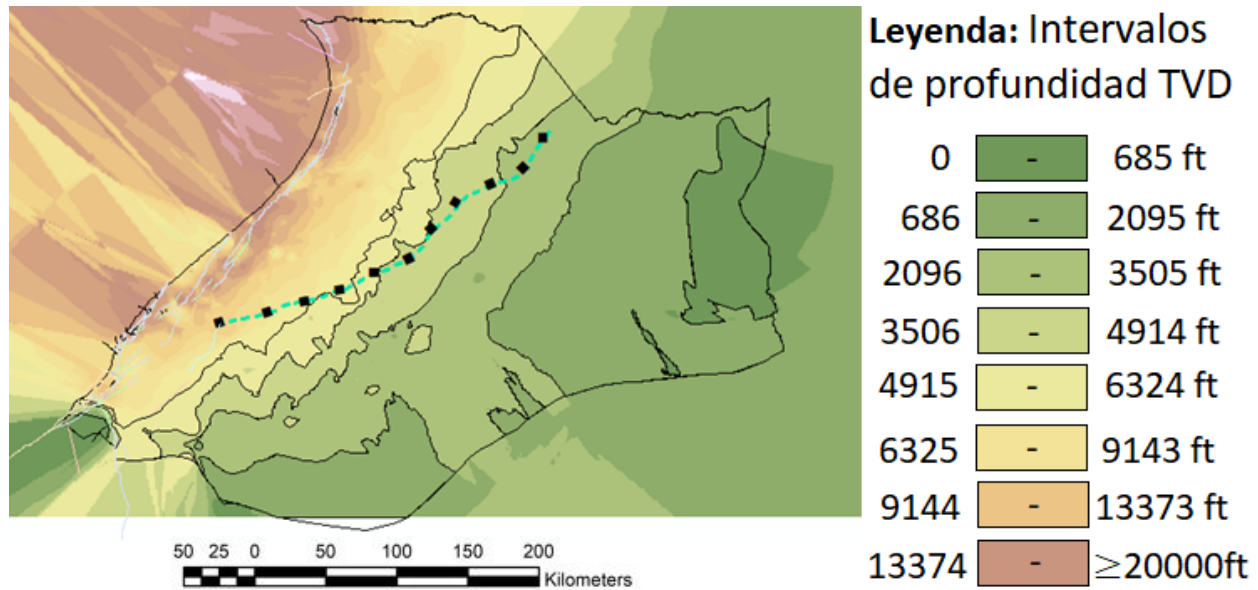 Leyenda: Intervalos
de profundidad TVD
0 - 685 ft
686 - 2095 ft
2096 - 3505 ft
3506 - 4914 ft
4915 - 6324 ft
6325 - 9143 ft
9144 - 13373 ft
13374 - ≥20000ft
50 25 0 50 100 150 200
Kilometers